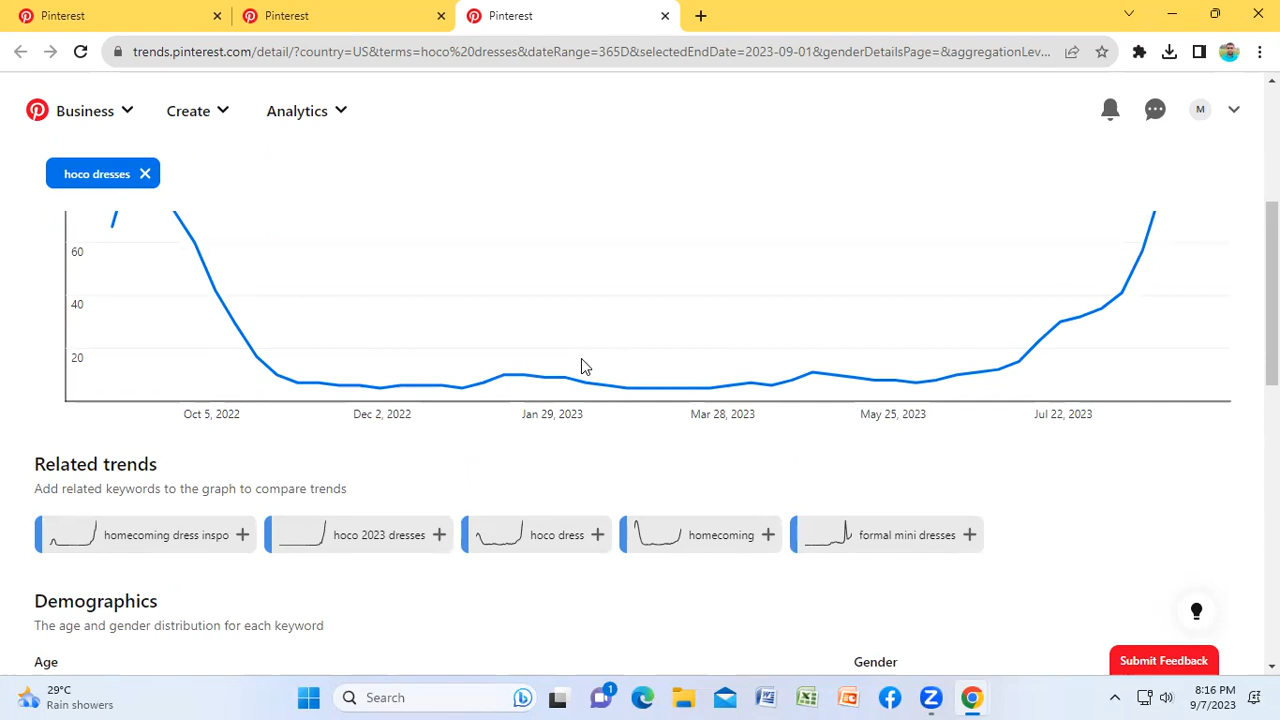 Pinterest
Pinterest
Pinterest
trends.pinterest.com/detail/?country=US&terms=hoco%20dresses&dateRange=365D&selectedEndDate=2023-09-01&genderDetailsPage=&aggregationLev...
Business
Create
Analytics
M
hoco dresses
60
40
20
Oct 5, 2022
Dec 2, 2022
Jan 29, 2023
Mar 28, 2023
May 25, 2023
Jul 22, 2023
Related trends
Add related keywords to the graph to compare trends
homecoming dress inspo
hoco 2023 dresses
hoco dress
homecoming
formal mini dresses
Demographics
The age and gender distribution for each keyword
Age
Gender
Submit Feedback
29°C
Rain showers
Search
1
8:16 PM
9/7/2023